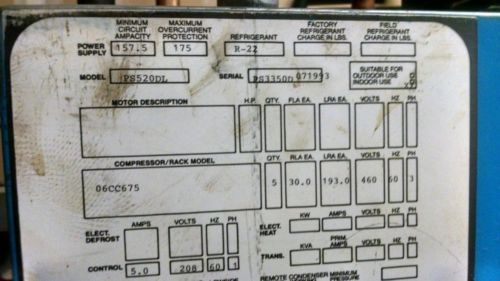 MINIMUM CIRCUIT AMPACITY MAXIMUM OVERCURRENT PROTECTION REFRIGERANT FACTORY REFRIGERANT CHARGE IN LBS. FIELD REFRIGERANT CHARGE IN LBS.
POWER SUPPLY 157.5 175 R-22
MODEL PS520DL SERIAL PS3350D 071993 SUITABLE FOR OUTDOOR USE INDOOR USE
MOTOR DESCRIPTION H.P. QTY. FLA EA. LRA EA. VOLTS HZ PH
COMPRESSOR/RACK MODEL QTY. RLA EA. LRA EA. VOLTS HZ PH
06CC675 5 30.0 193.0 460 60 3
AMPS VOLTS HZ PH KW AMPS VOLTS HZ PH
ELECT. DEFROST ELECT. HEAT
KVA PRIM. AMPS VOLTS HZ PH
TRANS.
CONTROL 5.0 208 60 1
REMOTE CONDENSER MINIMUM
PRESSURE